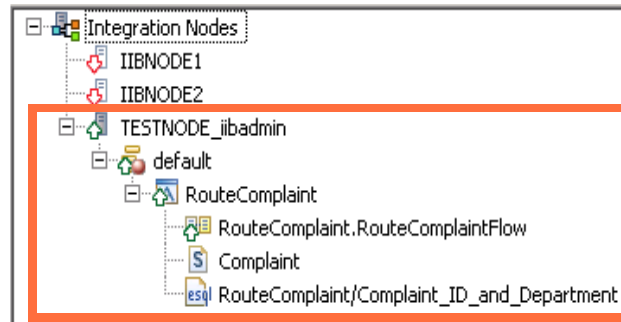 Integration Nodes
IIBNODE1
IIBNODE2
TESTNODE_iibadmin
default
RouteComplaint
RouteComplaint.RouteComplaintFlow
S Complaint
esql RouteComplaint/Complaint_ID_and_Department